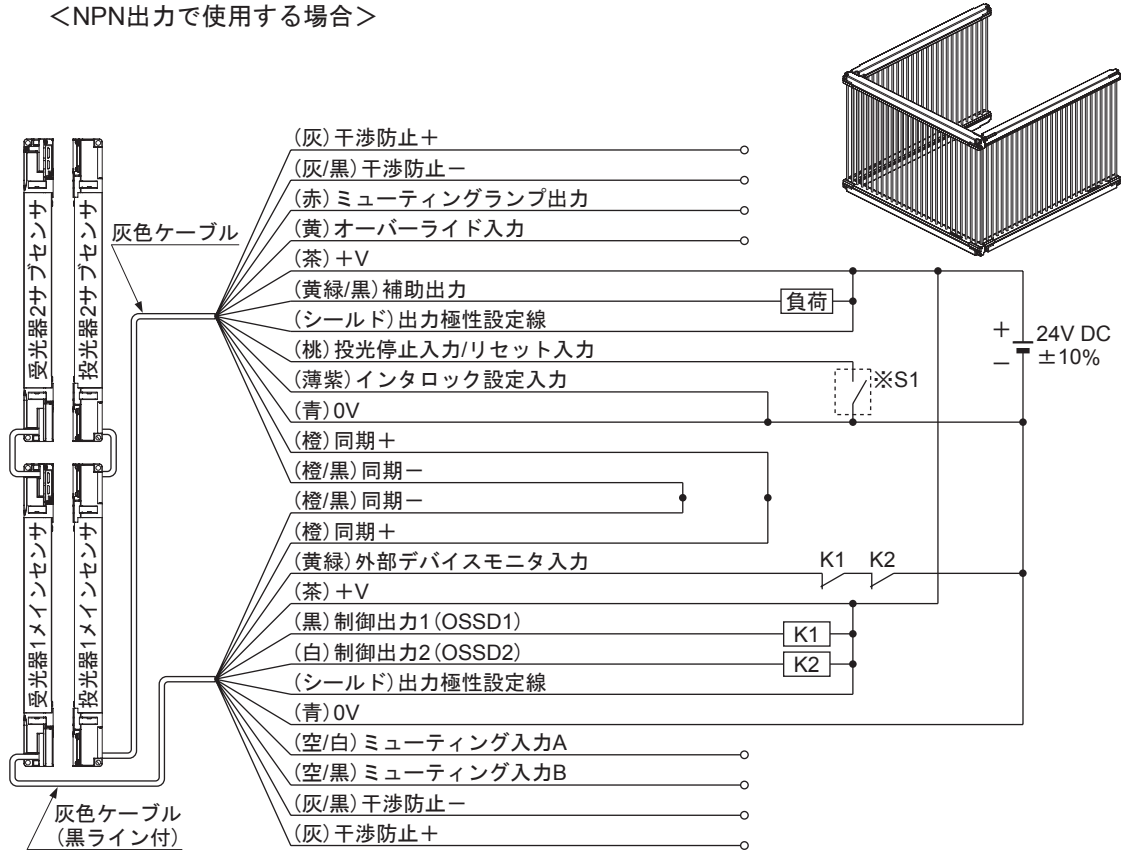 ＜NPN出力で使用する場合＞
(灰)干渉防止＋
(灰/黒)干渉防止－
(赤)ミューティングランプ出力
(黄)オーバーライド入力
(茶)＋V
(黄緑/黒)補助出力
(シールド)出力極性設定線
(桃)投光停止入力/リセット入力
(薄紫)インタロック設定入力
(青)0V
(橙)同期＋
(橙/黒)同期－
(橙/黒)同期－
(橙)同期＋
(黄緑)外部デバイスモニタ入力
(茶)＋V
(黒)制御出力1(OSSD1)
(白)制御出力2(OSSD2)
(シールド)出力極性設定線
(青)0V
(空/白)ミューティング入力A
(空/黒)ミューティング入力B
(灰/黒)干渉防止－
(灰)干渉防止＋
灰色ケーブル
受光器2サブセンサ
投光器2サブセンサ
受光器1メインセンサ
投光器1メインセンサ
灰色ケーブル
(黒ライン付)
負荷
※S1
＋
－
24V DC
±10%
K1
K2
K1
K2